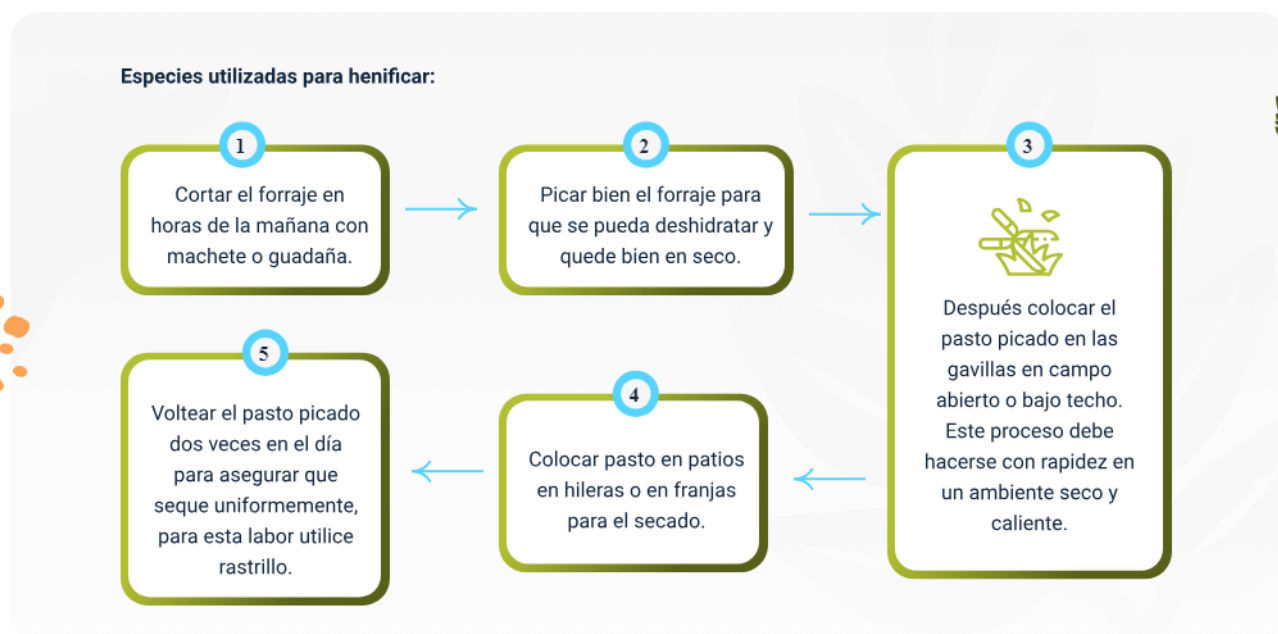 Especies utilizadas para henificar:
1
Cortar el forraje en
horas de la mañana con
machete o guadaña.
2
Picar bien el forraje para
que se pueda deshidratar y
quede bien en seco.
3
Después colocar el
pasto picado en las
gavillas en campo
abierto o bajo techo.
Este proceso debe
hacerse con rapidez en
un ambiente seco y
caliente.
4
Colocar pasto en patios
en hileras o en franjas
para el secado.
5
Voltear el pasto picado
dos veces en el día
para asegurar que
seque uniformemente,
para esta labor utilice
rastrillo.